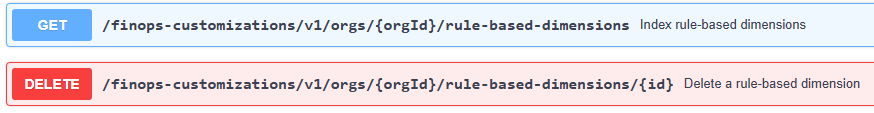 GET /finops-customizations/v1/orgs/{orgId}/rule-based-dimensions Index rule-based dimensions
DELETE /finops-customizations/v1/orgs/{orgId}/rule-based-dimensions/{id} Delete a rule-based dimension